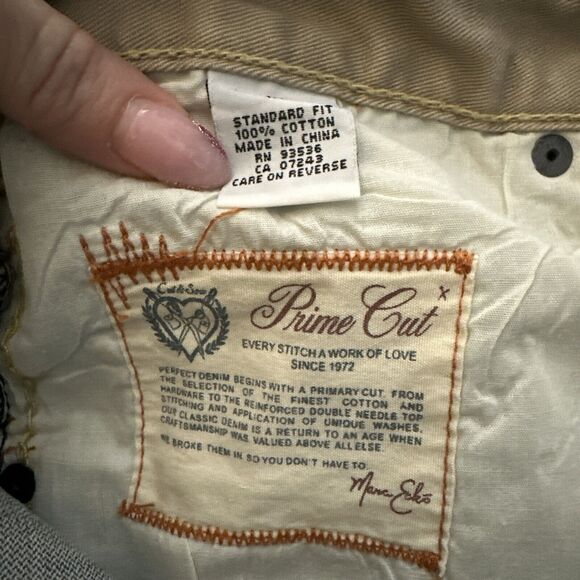 STANDARD FIT
100% COTTON
MADE IN CHINA
RN 93536
CA 07243
CARE ON REVERSE
Cut & Sew
Prime Cut
x
EVERY STITCH A WORK OF LOVE
SINCE 1972
PERFECT DENIM BEGINS WITH A PRIMARY CUT. FROM
THE SELECTION OF THE FINEST COTTON AND
HARDWARE TO THE REINFORCED DOUBLE NEEDLE TOP
STITCHING AND APPLICATION OF UNIQUE WASHES.
OUR CLASSIC DENIM IS A RETURN TO AN AGE WHEN
CRAFTSMANSHIP WAS VALUED ABOVE ALL ELSE.
WE BROKE THEM IN SO YOU DON'T HAVE TO.
Marc Eckō